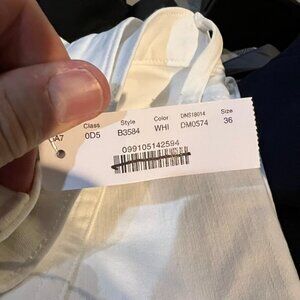 Class Style Color DNS18014 Size
0D5 B3584 WHI DM0574 36
099105142594